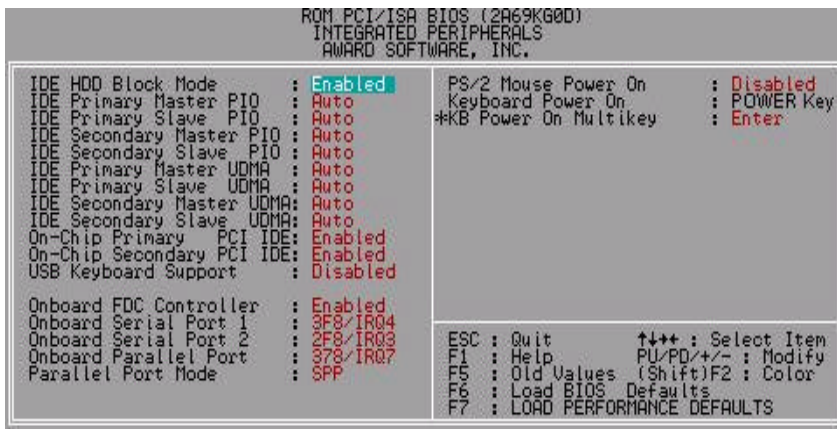 ROM PCI/ISA BIOS (2A69KG0D)
INTEGRATED PERIPHERALS
AWARD SOFTWARE, INC.
IDE HDD Block Mode : Enabled
IDE Primary Master PIO : Auto
IDE Primary Slave PIO : Auto
IDE Secondary Master PIO : Auto
IDE Secondary Slave PIO : Auto
IDE Primary Master UDMA : Auto
IDE Primary Slave UDMA : Auto
IDE Secondary Master UDMA: Auto
IDE Secondary Slave UDMA: Auto
On-Chip Primary PCI IDE: Enabled
On-Chip Secondary PCI IDE: Enabled
USB Keyboard Support : Disabled
Onboard FDC Controller : Enabled
Onboard Serial Port 1 : 3F8/IRQ4
Onboard Serial Port 2 : 2F8/IRQ3
Onboard Parallel Port : 378/IRQ7
Parallel Port Mode : SPP
PS/2 Mouse Power On : Disabled
Keyboard Power On : POWER Key
*KB Power On Multikey : Enter
ESC : Quit ↑↓→← : Select Item
F1 : Help PU/PD/+/- : Modify
F5 : Old Values (Shift)F2 : Color
F6 : Load BIOS Defaults
F7 : LOAD PERFORMANCE DEFAULTS